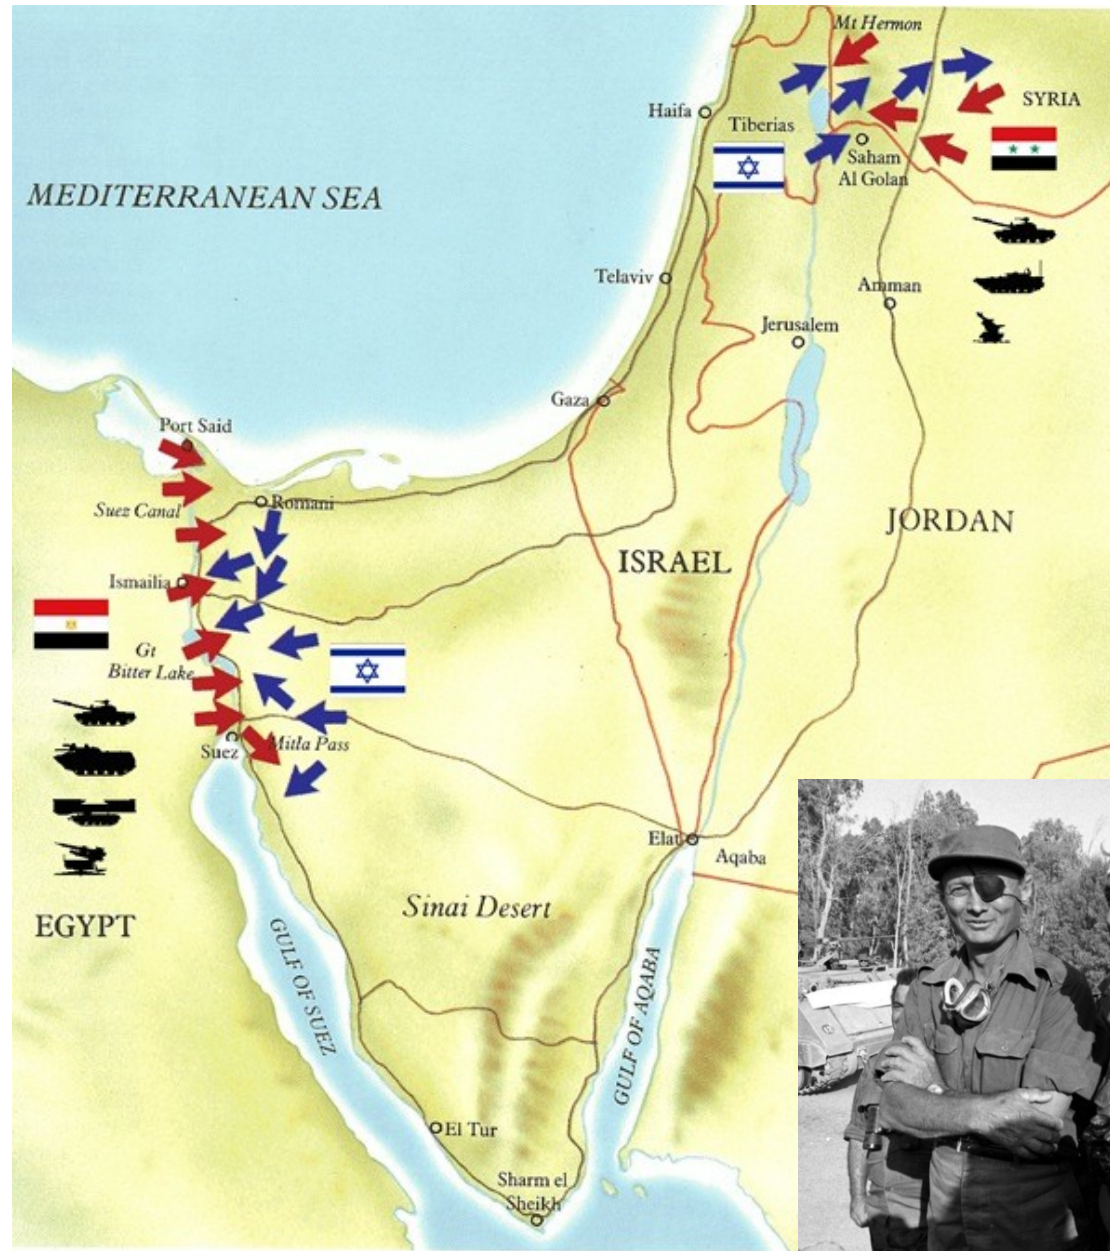 Mt Hermon
SYRIA
Haifa
Tiberias
Saham
Al Golan
MEDITERRANEAN SEA
Telaviv
Amman
Jerusalem
Gaza
Port Said
Romani
Suez Canal
JORDAN
ISRAEL
Ismailia
Gt
Bitter Lake
Mitla Pass
Suez
Elat
Aqaba
Sinai Desert
EGYPT
GULF OF SUEZ
GULF OF AQABA
El Tur
Sharm el
Sheikh